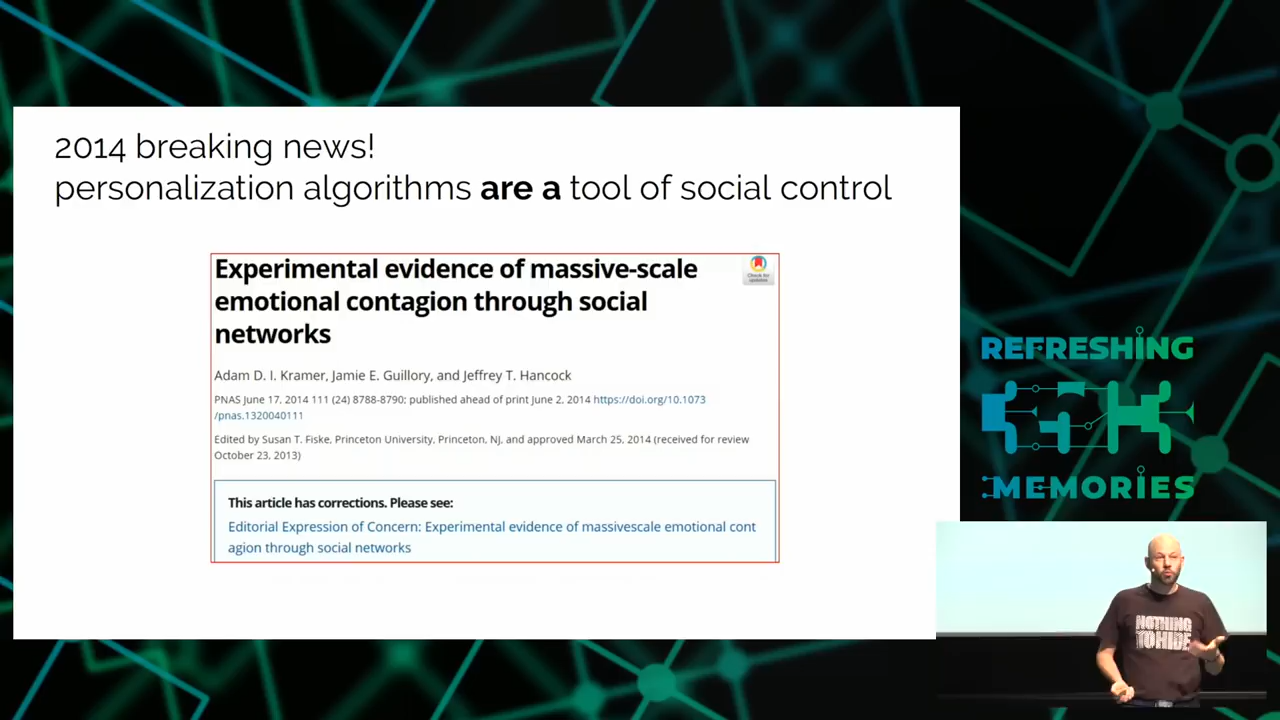 2014 breaking news!
personalization algorithms are a tool of social control
Experimental evidence of massive-scale
emotional contagion through social
networks
Check for
updates
Adam D. I. Kramer, Jamie E. Guillory, and Jeffrey T. Hancock
PNAS June 17, 2014 111 (24) 8788-8790; published ahead of print June 2, 2014 https://doi.org/10.1073
/pnas.1320040111
Edited by Susan T. Fiske, Princeton University, Princeton, NJ, and approved March 25, 2014 (received for review
October 23, 2013)
This article has corrections. Please see:
Editorial Expression of Concern: Experimental evidence of massivescale emotional cont
agion through social networks
REFRESHING
35C3
MEMORIES
NOTHING
TO HIDE